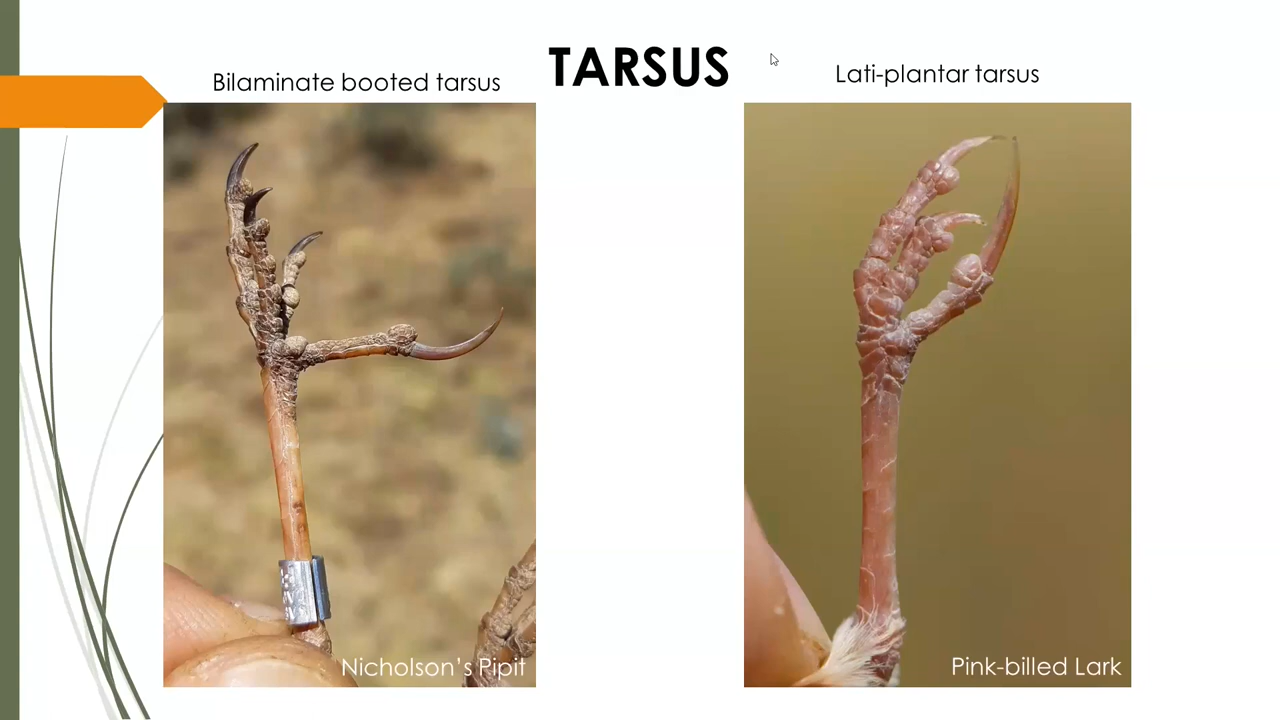 TARSUS
Bilaminate booted tarsus
Lati-plantar tarsus
Nicholson's Pipit
Pink-billed Lark